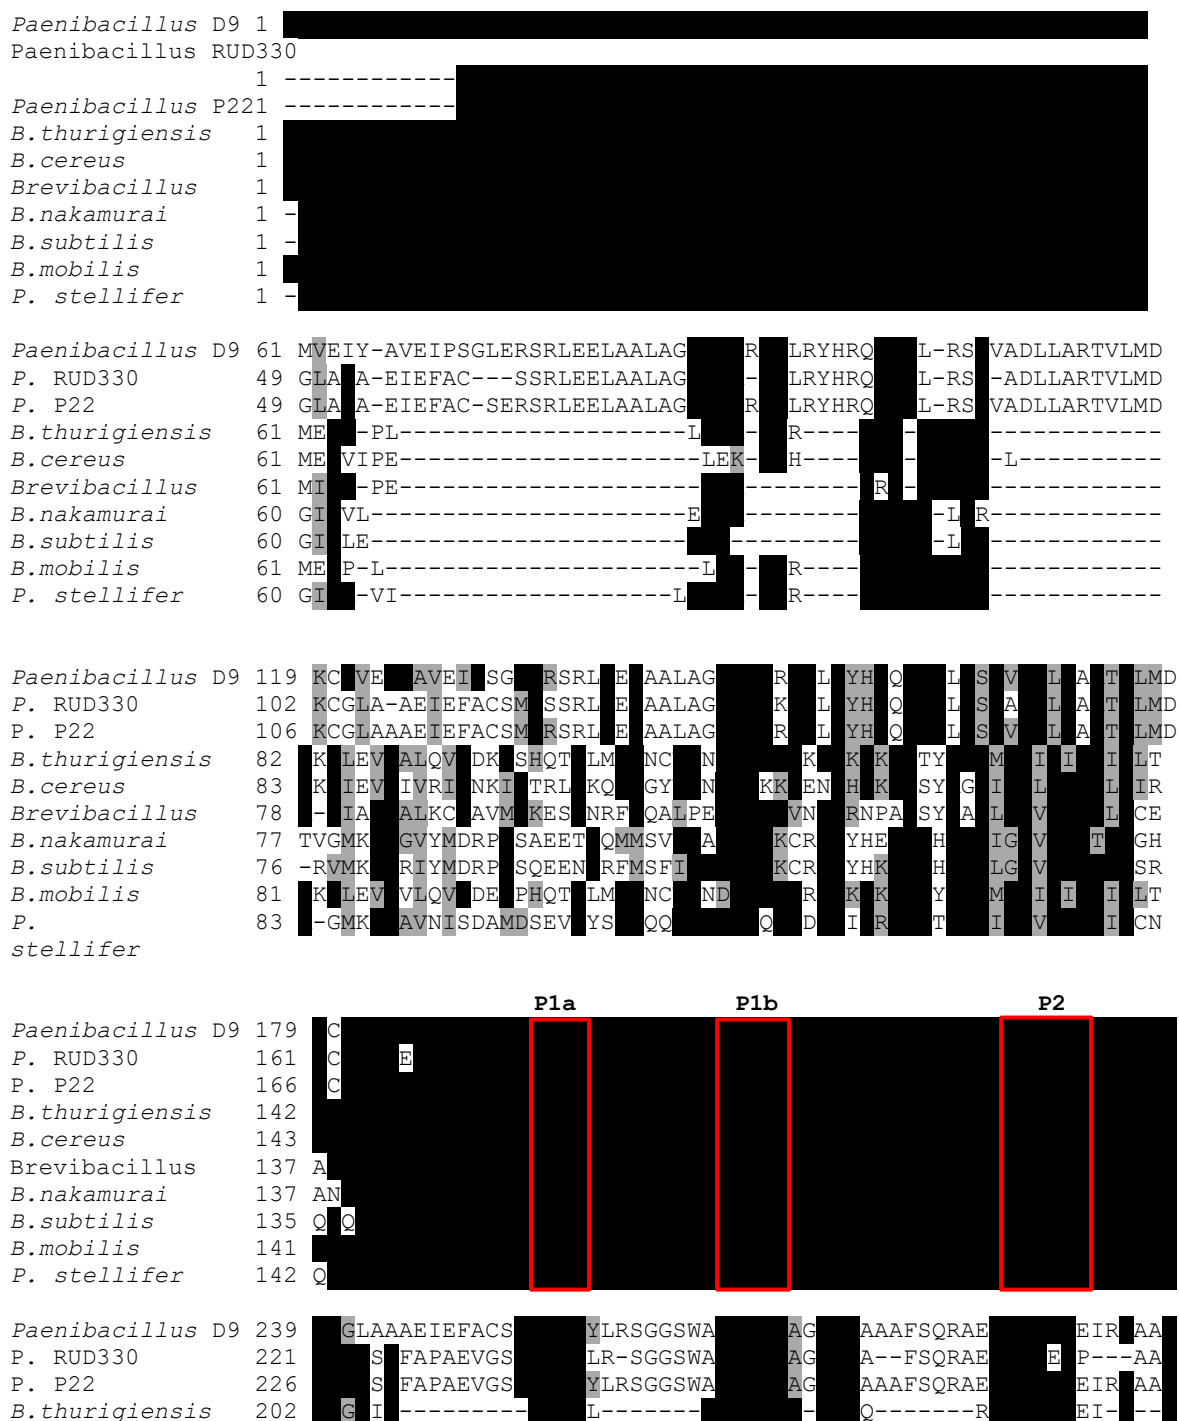 Paenibacillus D9 1
Paenibacillus RUD330
1 ------------
Paenibacillus P221 ------------
B.thurigiensis 1
B.cereus 1
Brevibacillus 1
B.nakamurai 1 -
B.subtilis 1 -
B.mobilis 1
P. stellifer 1 -
Paenibacillus D9 61 MVEIY-AVEIPSGLERSRLEELAALAG R LRYHRQ L-RS VADLLARTVLMD
P. RUD330 49 GLA A-EIEFAC---SSRLEELAALAG - LRYHRQ L-RS -ADLLARTVLMD
P. P22 49 GLA A-EIEFAC-SERSRLEELAALAG R LRYHRQ L-RS VADLLARTVLMD
B.thurigiensis 61 ME -PL--------------------L - R---- - ------------
B.cereus 61 ME VIPE---------------------LEK- H---- - -L----------
Brevibacillus 61 MI -PE------------------- -------- R - ------------
B.nakamurai 60 GI VL--------------------E -------- -L R------------
B.subtilis 60 GI LE--------------------- --------- -L ------------
B.mobilis 61 ME P-L----------------------L - R---- ------------
P. stellifer 60 GI -VI-------------------L - R---- ------------
Paenibacillus D9 119 KC VE AVEI SG RSRL E AALAG R L YH Q L S V L A T LMD
P. RUD330 102 KCGLA-AEIEFACSM SSRL E AALAG K L YH Q L S A L A T LMD
P. P22 106 KCGLAAAEIEFACSM RSRL E AALAG R L YH Q L S V L A T LMD
B.thurigiensis 82 K LEV ALQV DK SHQT LM NC N K K K TY M I I I LT
B.cereus 83 K IEV IVRI NKI TRL KQ GY N KK EN H K SY G I L L IR
Brevibacillus 78 - IA ALKC AVM KES NRF QALPE VN RNPA SY A L V L CE
B.nakamurai 77 TVGMK GVYMDRP SAEET QMMSV A KCR YHE H IG V T GH
B.subtilis 76 -RVMK RIYMDRP SQEEN RFMSFI KCR YHK H LG V SR
B.mobilis 81 K LEV VLQV DE PHQT LM NC ND R K K Y M I I I LT
P. 83 -GMK AVNISDAMDSEV YS QQ Q D I R T I V I CN
stellifer
P1a P1b P2
Paenibacillus D9 179 C
P. RUD330 161 C E
P. P22 166 C
B.thurigiensis 142
B.cereus 143
Brevibacillus 137 A
B.nakamurai 137 AN
B.subtilis 135 Q Q
B.mobilis 141
P. stellifer 142 Q
Paenibacillus D9 239 GLAAAEIEFACS YLRSGGSWA AG AAAFSQRAE EIR AA
P. RUD330 221 S FAPAEVGS LR-SGGSWA AG A--FSQRAE E P---AA
P. P22 226 S FAPAEVGS YLRSGGSWA AG AAAFSQRAE EIR AA
B.thurigiensis 202 G I --------- L------- - Q-------R EI- --